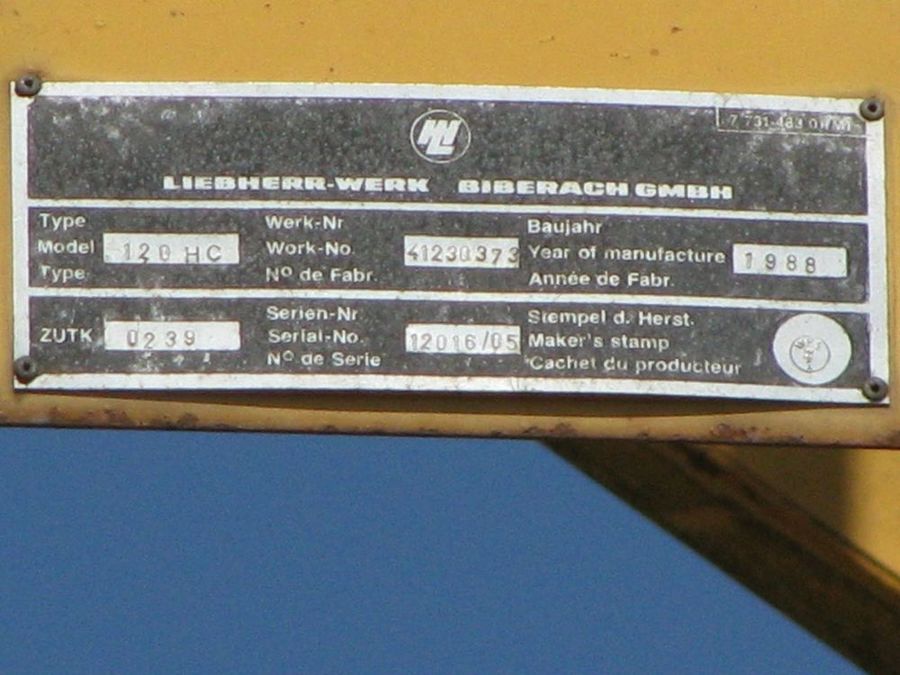 LIEBHERR-WERK BIBERACH GMBH
Type
Model 120 HC
Type
Werk-Nr
Work-No. 41230373
Nº de Fabr.
Baujahr
Year of manufacture 1988
Année de Fabr.
ZUTK 0239
Serien-Nr
Serial-No. 12016/05
Nº de Serie
Stempel d. Herst.
Maker's stamp
Cachet du producteur